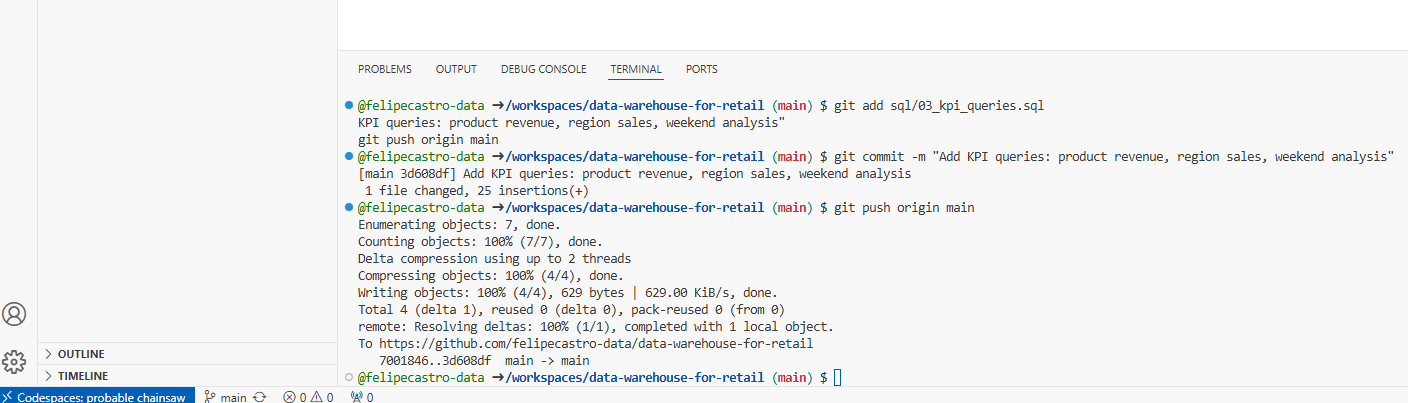 PROBLEMS OUTPUT DEBUG CONSOLE TERMINAL PORTS
@felipecastro-data ➜/workspaces/data-warehouse-for-retail (main) $ git add sql/03_kpi_queries.sql
KPI queries: product revenue, region sales, weekend analysis"
git push origin main
@felipecastro-data ➜/workspaces/data-warehouse-for-retail (main) $ git commit -m "Add KPI queries: product revenue, region sales, weekend analysis"
[main 3d608df] Add KPI queries: product revenue, region sales, weekend analysis
 1 file changed, 25 insertions(+)
@felipecastro-data ➜/workspaces/data-warehouse-for-retail (main) $ git push origin main
Enumerating objects: 7, done.
Counting objects: 100% (7/7), done.
Delta compression using up to 2 threads
Compressing objects: 100% (4/4), done.
Writing objects: 100% (4/4), 629 bytes | 629.00 KiB/s, done.
Total 4 (delta 1), reused 0 (delta 0), pack-reused 0 (from 0)
remote: Resolving deltas: 100% (1/1), completed with 1 local object.
To https://github.com/felipecastro-data/data-warehouse-for-retail
   7001846..3d608df  main -> main
@felipecastro-data ➜/workspaces/data-warehouse-for-retail (main) $
OUTLINE
TIMELINE
Codespaces: probable chainsaw main 0 0 0